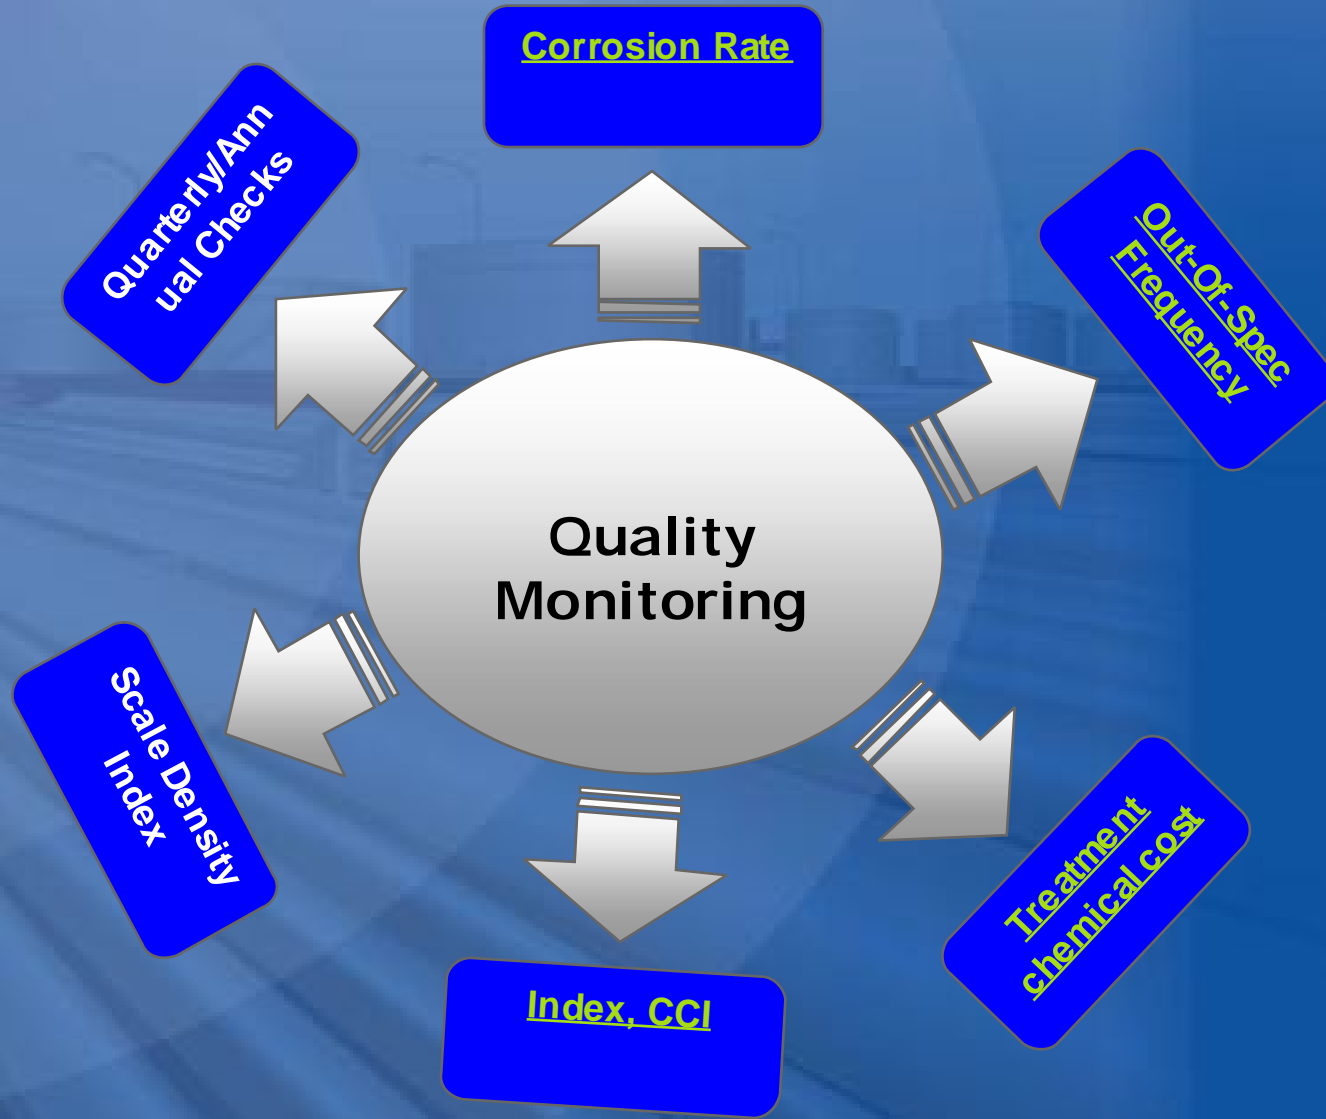 Corrosion Rate
Quarterly/Ann
ual Checks
Out-Of-Spec
Frequency
Quality
Monitoring
Scale Density
Index
Treatment
chemical cost
Index, CCI